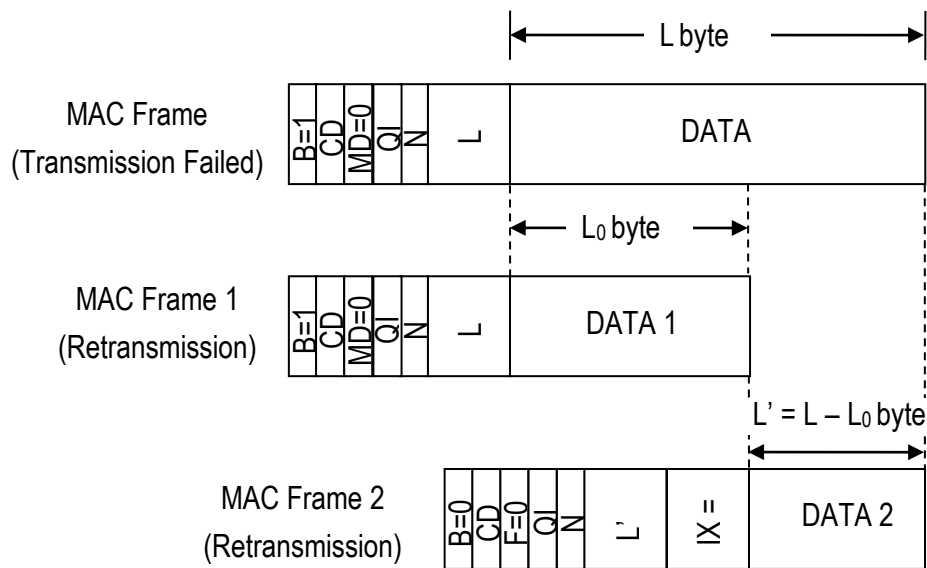 L byte
MAC Frame
(Transmission Failed)
B=1 CD MD=0 QI N L DATA
L0 byte
MAC Frame 1
(Retransmission)
B=1 CD MD=0 QI N L DATA 1
L’ = L – L0 byte
MAC Frame 2
(Retransmission)
B=0 CD F=0 QI N L’ IX = DATA 2